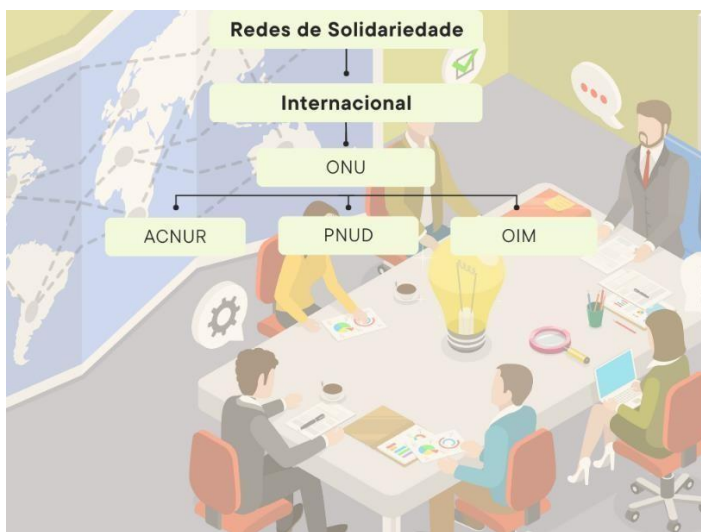 Redes de Solidariedade
Internacional
ONU
ACNUR
PNUD
OIM